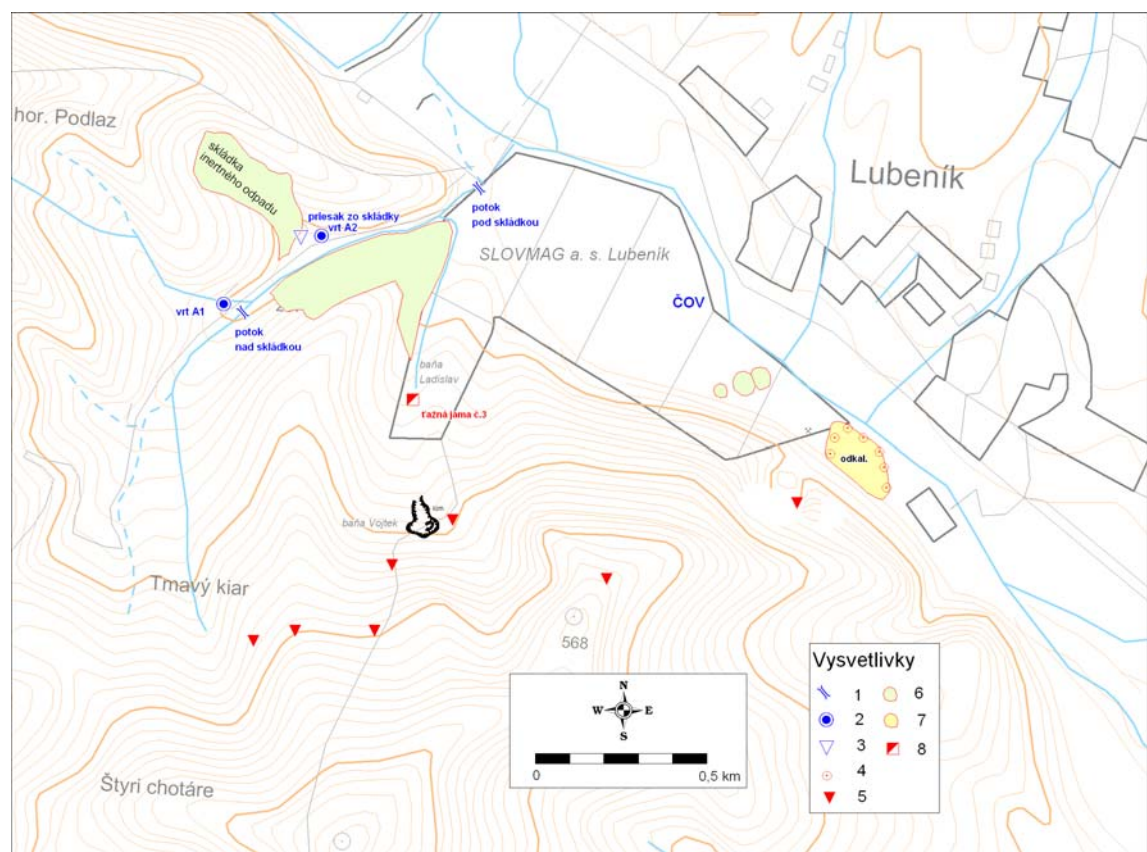 hor. Podlaz
skládka
inertného odpadu
Lubeník
priesak zo skládky
vrt A2
potok
pod skládkou
SLOVMAG a. s. Lubeník
vrt A1
potok
nad skládkou
ČOV
baňa
Ladislav
ťažná jama č.3
odkal.
baňa Vojtek
Tmavý kiar
568
Vysvetlivky
1
2
3
4
5
6
7
8
N
W
E
S
0
0,5 km
Štyri chotáre